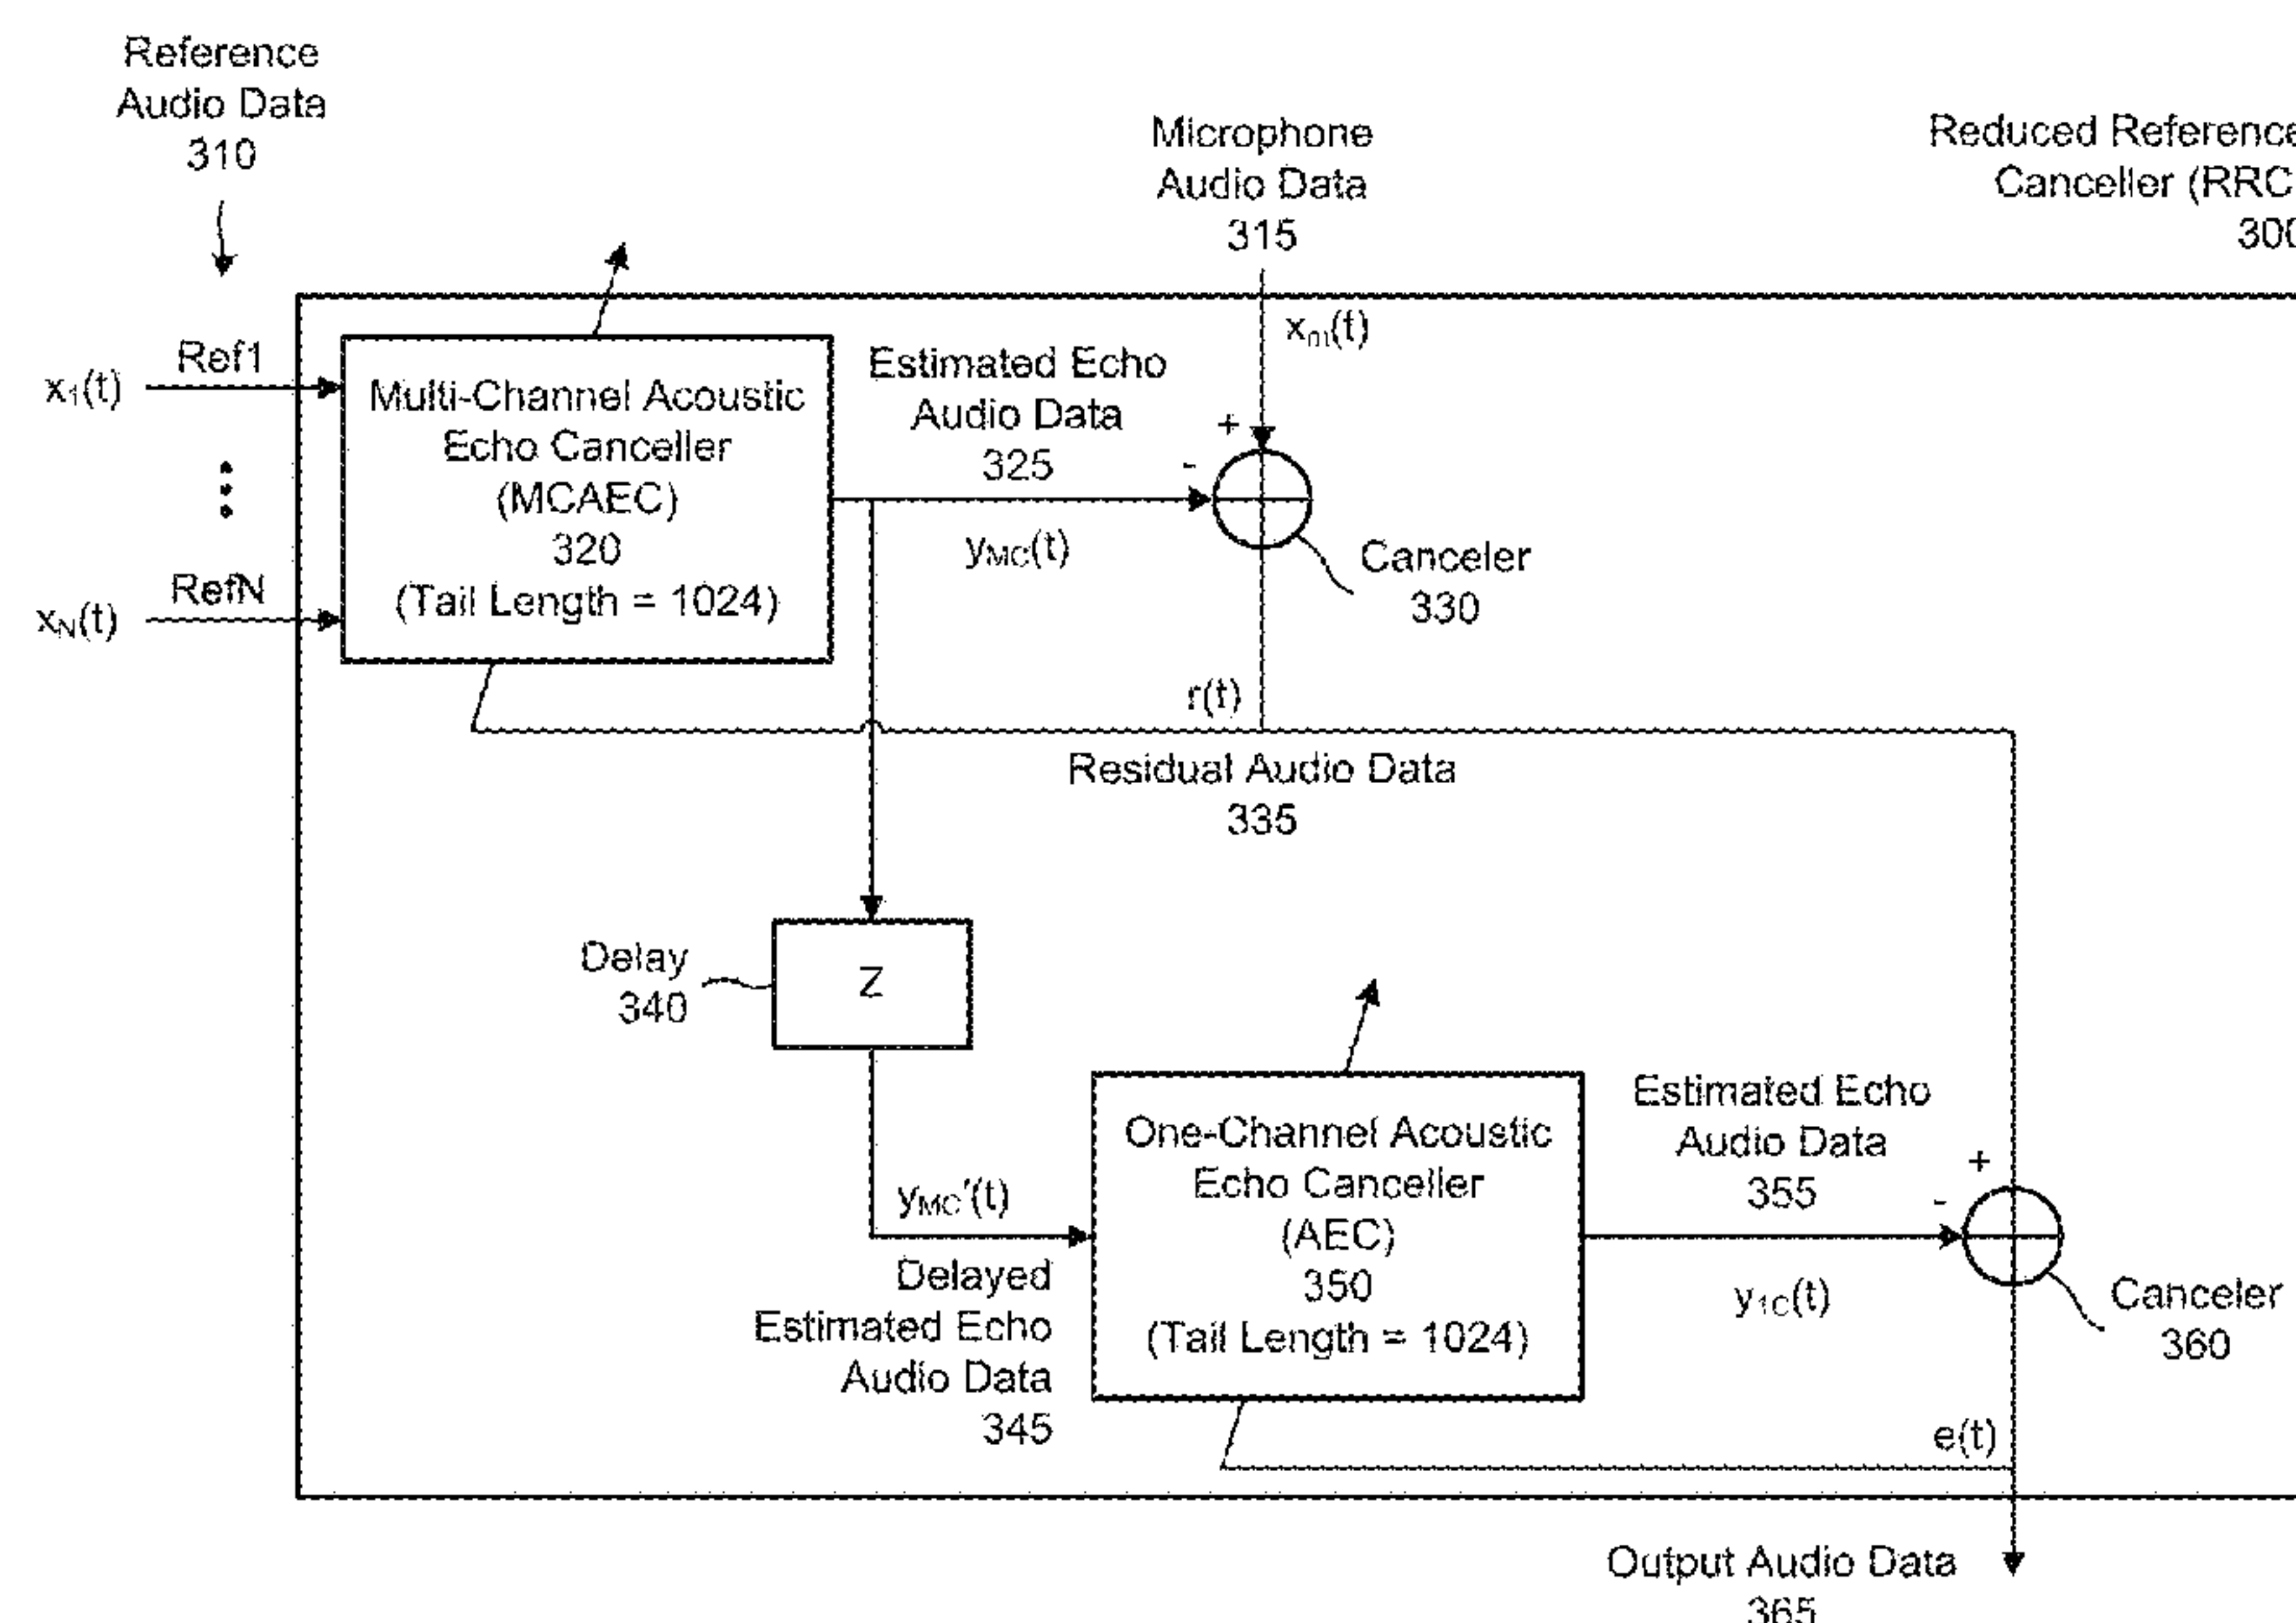 Reference
Audio Data
310
Microphone
Audio Data
315
Reduced Reference
Canceller (RRC
300
x₁(t)
Ref1
xN(t)
RefN
Multi-Channel Acoustic
Echo Canceller
(MCAEC)
320
(Tail Length = 1024)
Estimated Echo
Audio Data
325
yMC(t)
xm(t)
+
-
Canceler
330
r(t)
Residual Audio Data
335
Delay
340
Z
yMC'(t)
Delayed
Estimated Echo
Audio Data
345
One-Channel Acoustic
Echo Canceller
(AEC)
350
(Tail Length = 1024)
Estimated Echo
Audio Data
355
y1C(t)
+
-
Canceler
360
e(t)
Output Audio Data
365